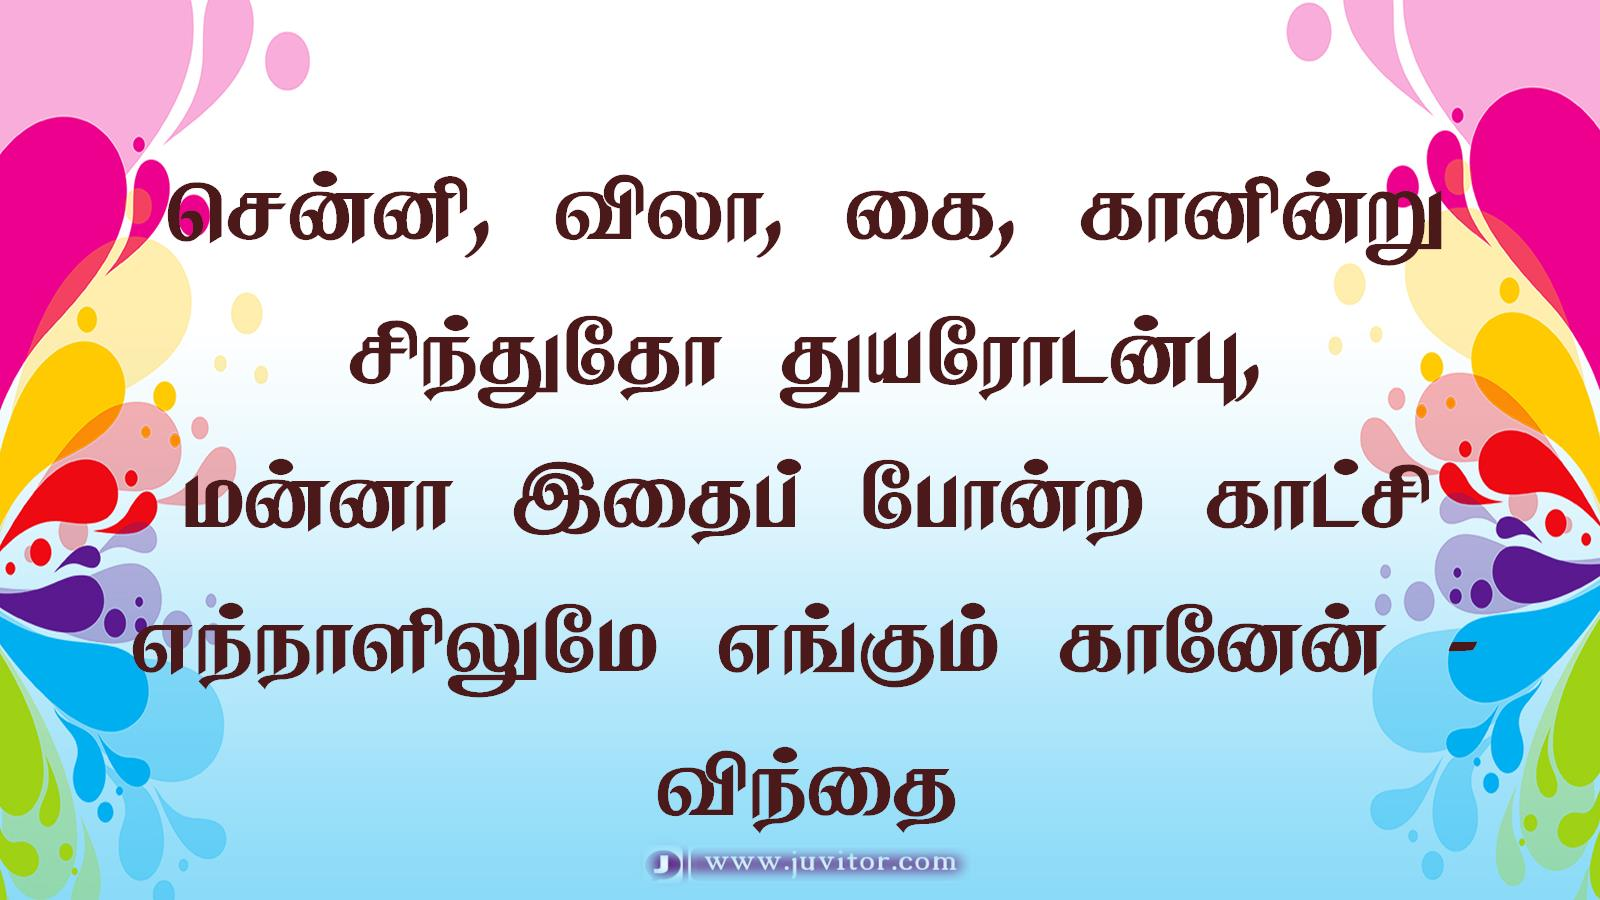 சென்னி, விலா, கை, கானின்று
சிந்துதோ துயரோடன்பு,
மன்னா இதைப் போன்ற காட்சி
எந்நாளிலுமே எங்கும் கானேன் -
விந்தை
J www.juvitor.com